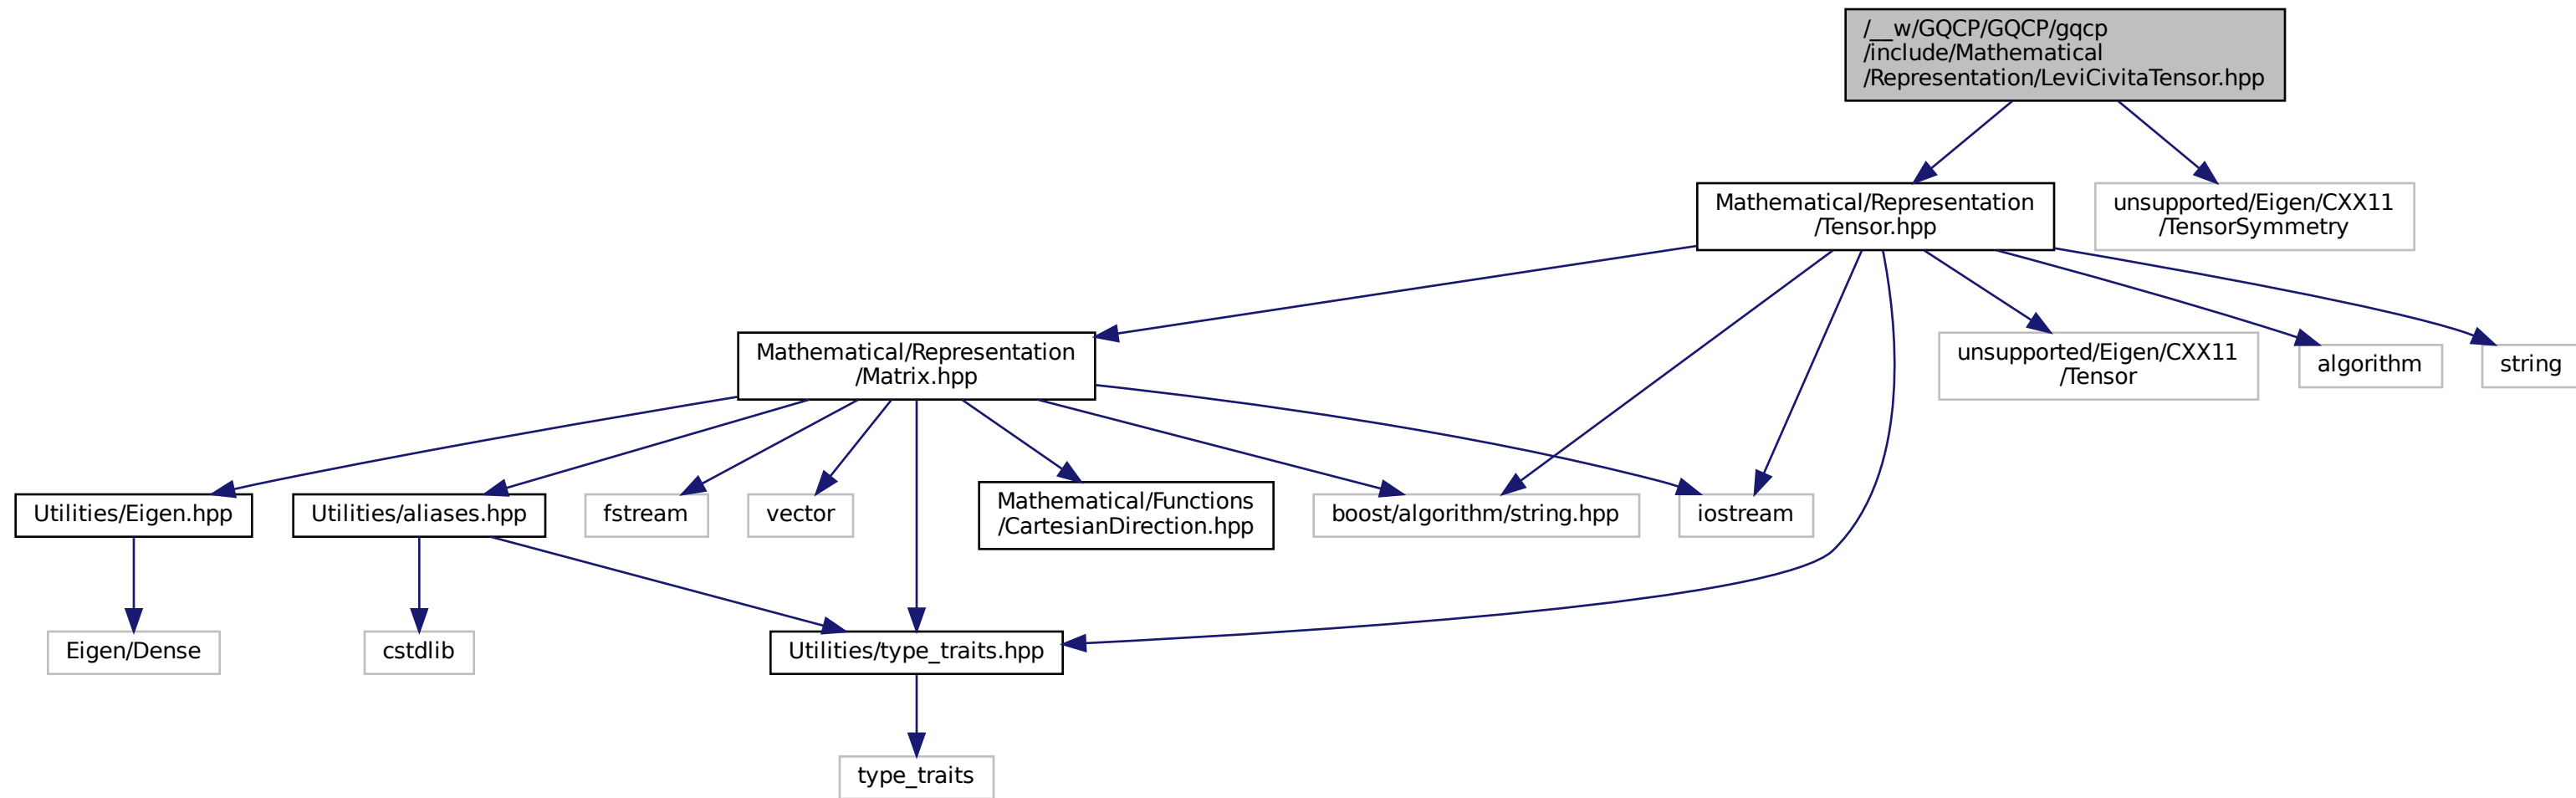 /__w/GQCP/GQCP/gqcp
/include/Mathematical
/Representation/LeviCivitaTensor.hpp
Mathematical/Representation
/Tensor.hpp
unsupported/Eigen/CXX11
/TensorSymmetry
Mathematical/Representation
/Matrix.hpp
unsupported/Eigen/CXX11
/Tensor
algorithm
string
Utilities/Eigen.hpp
Utilities/aliases.hpp
fstream
vector
Mathematical/Functions
/CartesianDirection.hpp
boost/algorithm/string.hpp
iostream
Eigen/Dense
cstdlib
Utilities/type_traits.hpp
type_traits